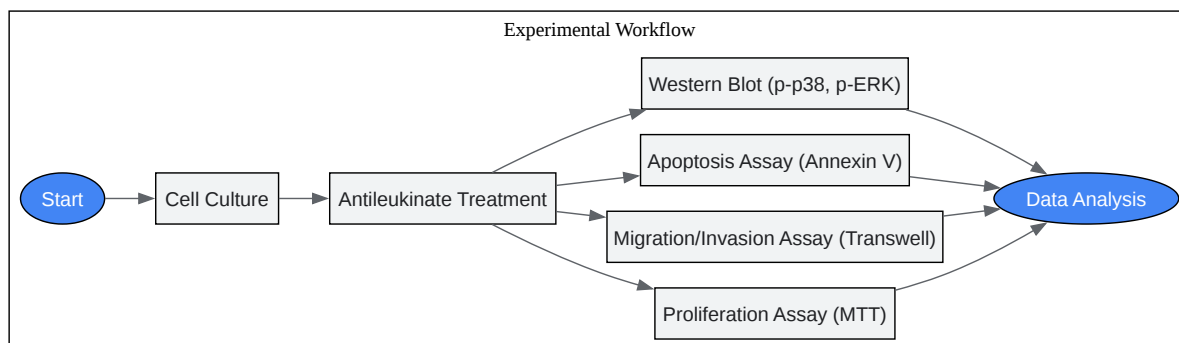 Experimental Workflow
Start
Cell Culture
Antileukinate Treatment
Western Blot (p-p38, p-ERK)
Apoptosis Assay (Annexin V)
Migration/Invasion Assay (Transwell)
Proliferation Assay (MTT)
Data Analysis